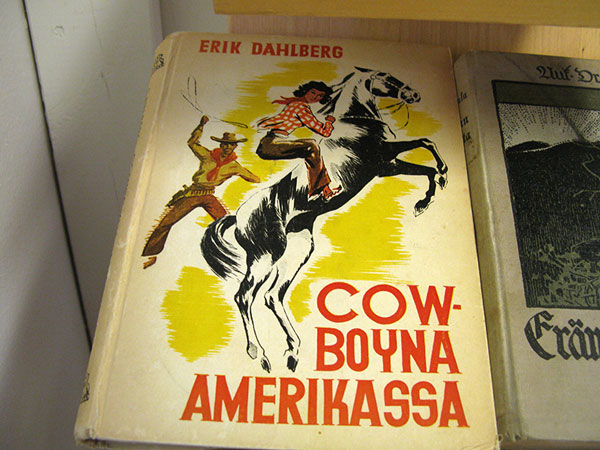 ERIK DAHLBERG
COW-
BOYNA
AMERIKASSA